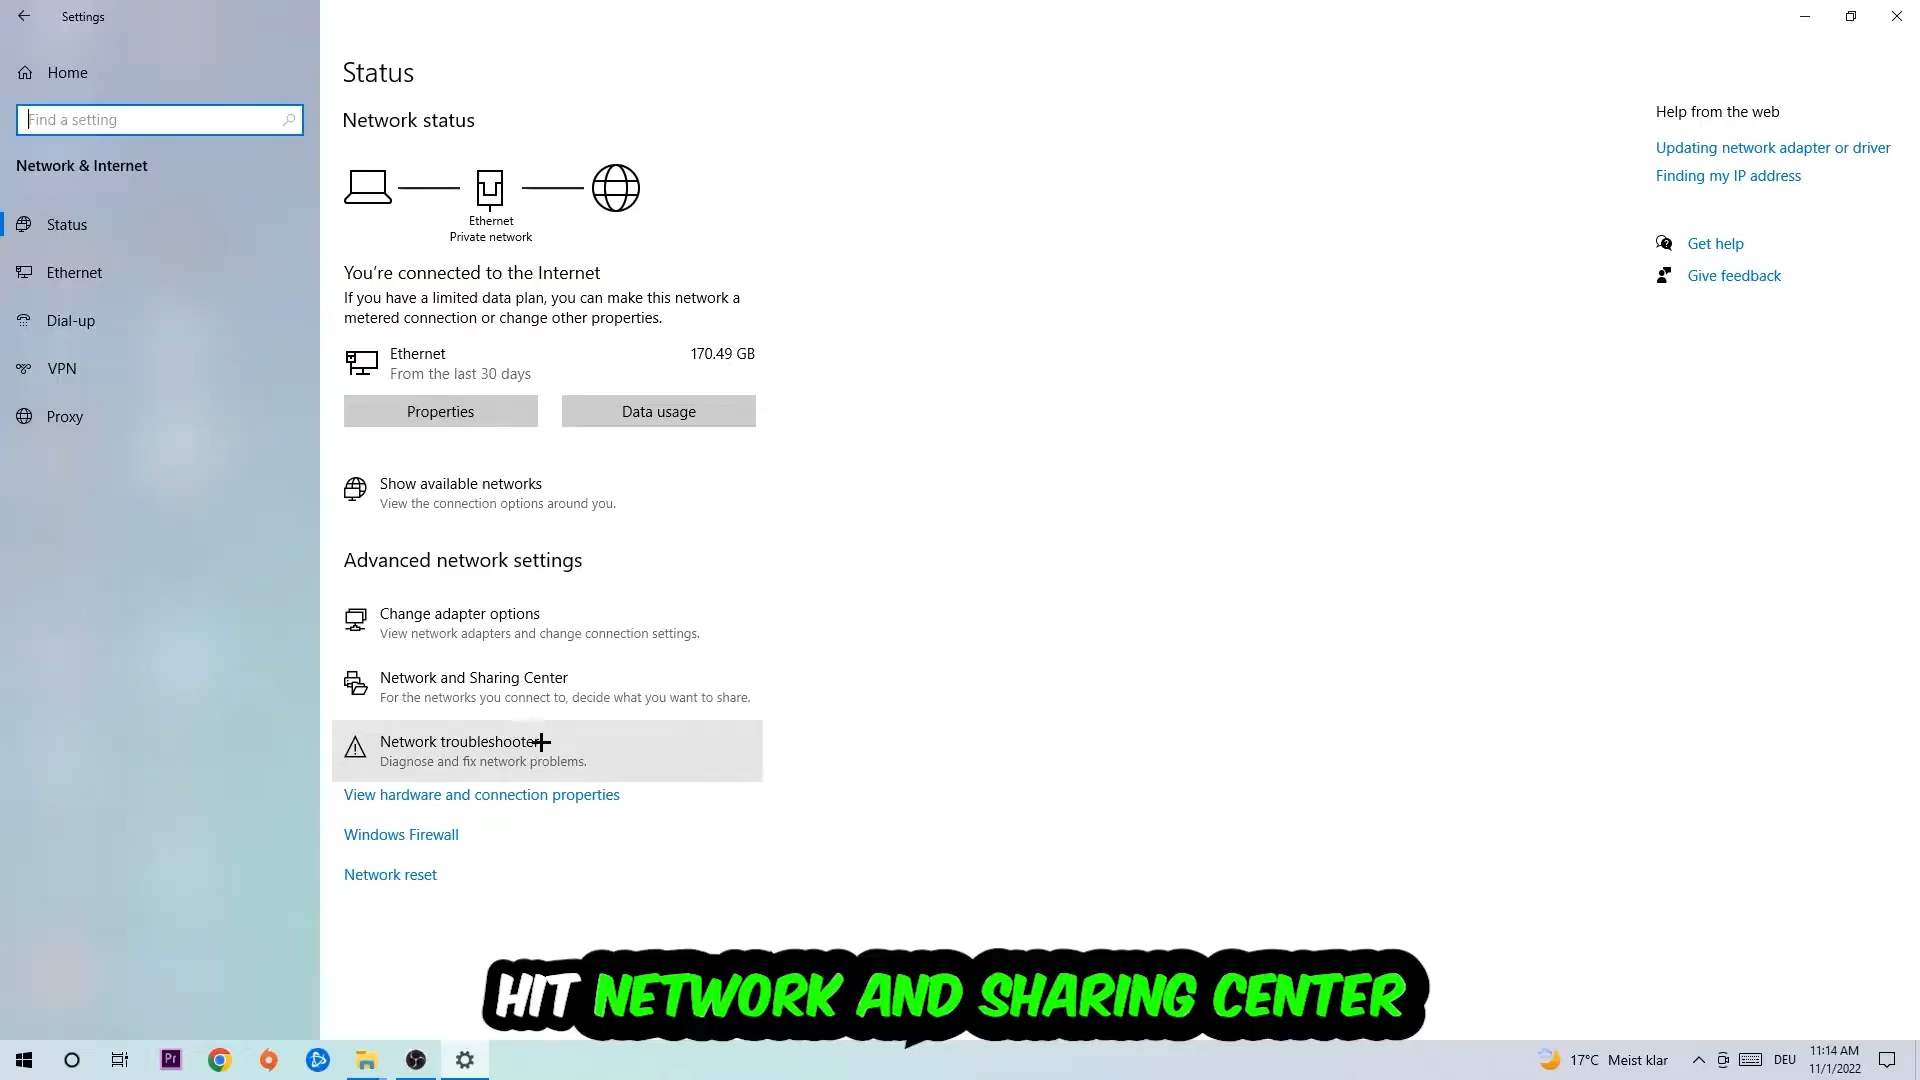 Settings
Home
Find a setting
Network & Internet
Status
Ethernet
Dial-up
VPN
Proxy
Status
Network status
Ethernet
Private network
You're connected to the Internet
If you have a limited data plan, you can make this network a
metered connection or change other properties.
Ethernet 170.49 GB
From the last 30 days
Properties Data usage
Show available networks
View the connection options around you.
Advanced network settings
Change adapter options
View network adapters and change connection settings.
Network and Sharing Center
For the networks you connect to, decide what you want to share.
Network troubleshooter
Diagnose and fix network problems.
View hardware and connection properties
Windows Firewall
Network reset
Help from the web
Updating network adapter or driver
Finding my IP address
Get help
Give feedback
HIT NETWORK AND SHARING CENTER
Pr
17°C Meist klar
DEU
11:14 AM
11/1/2022